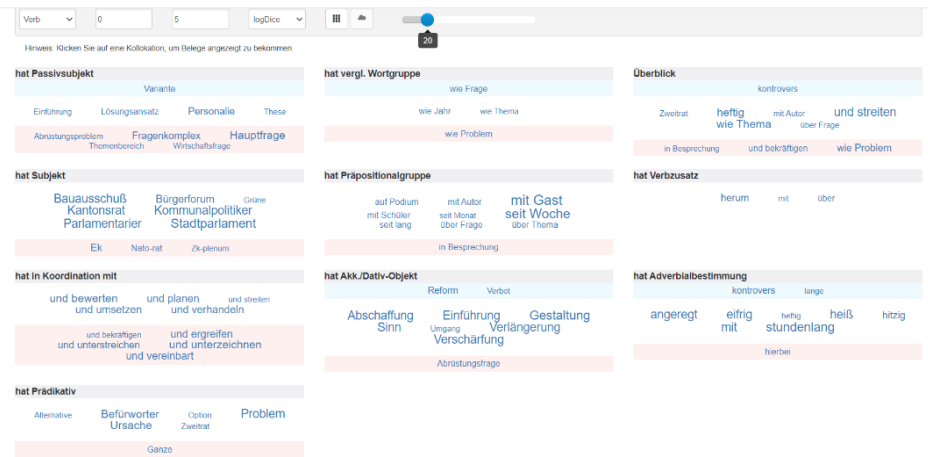 Verb 0 5 logDice
20
Hinweis: Klicken Sie auf eine Kollokation, um Belege angezeigt zu bekommen.
hat Passivsubjekt
Variante
Einführung Lösungsansatz Personalie These
Abrüstungsproblem Fragenkomplex Hauptfrage
Themenbereich Wirtschaftsfrage
hat vergl. Wortgruppe
wie Frage
wie Jahr wie Thema
wie Problem
Überblick
kontrovers
Zweitrat heftig mit Autor und streiten
wie Thema über Frage
in Besprechung und bekräftigen wie Problem
hat Subjekt
Bauausschuß Bürgerforum Grüne
Kantonsrat Kommunalpolitiker
Parlamentarier Stadtparlament
Ek Nato-rat Zk-plenum
hat Präpositionalgruppe
auf Podium mit Autor mit Gast
mit Schüler seit Monat seit Woche
seit lang über Frage über Thema
in Besprechung
hat Verbzusatz
herum mit über
hat in Koordination mit
und bewerten und planen und streiten
und umsetzen und verhandeln
und bekräftigen und ergreifen
und unterstreichen und unterzeichnen
und vereinbart
hat Akk./Dativ-Objekt
Reform Verbot
Abschaffung Einführung Gestaltung
Sinn Umgang Verlängerung
Verschärfung
Abrüstungsfrage
hat Adverbialbestimmung
kontrovers lange
angeregt eifrig heftig heiß hitzig
mit stundenlang
hierbei
hat Prädikativ
Alternative Befürworter Option Problem
Ursache Zweitrat
Ganze